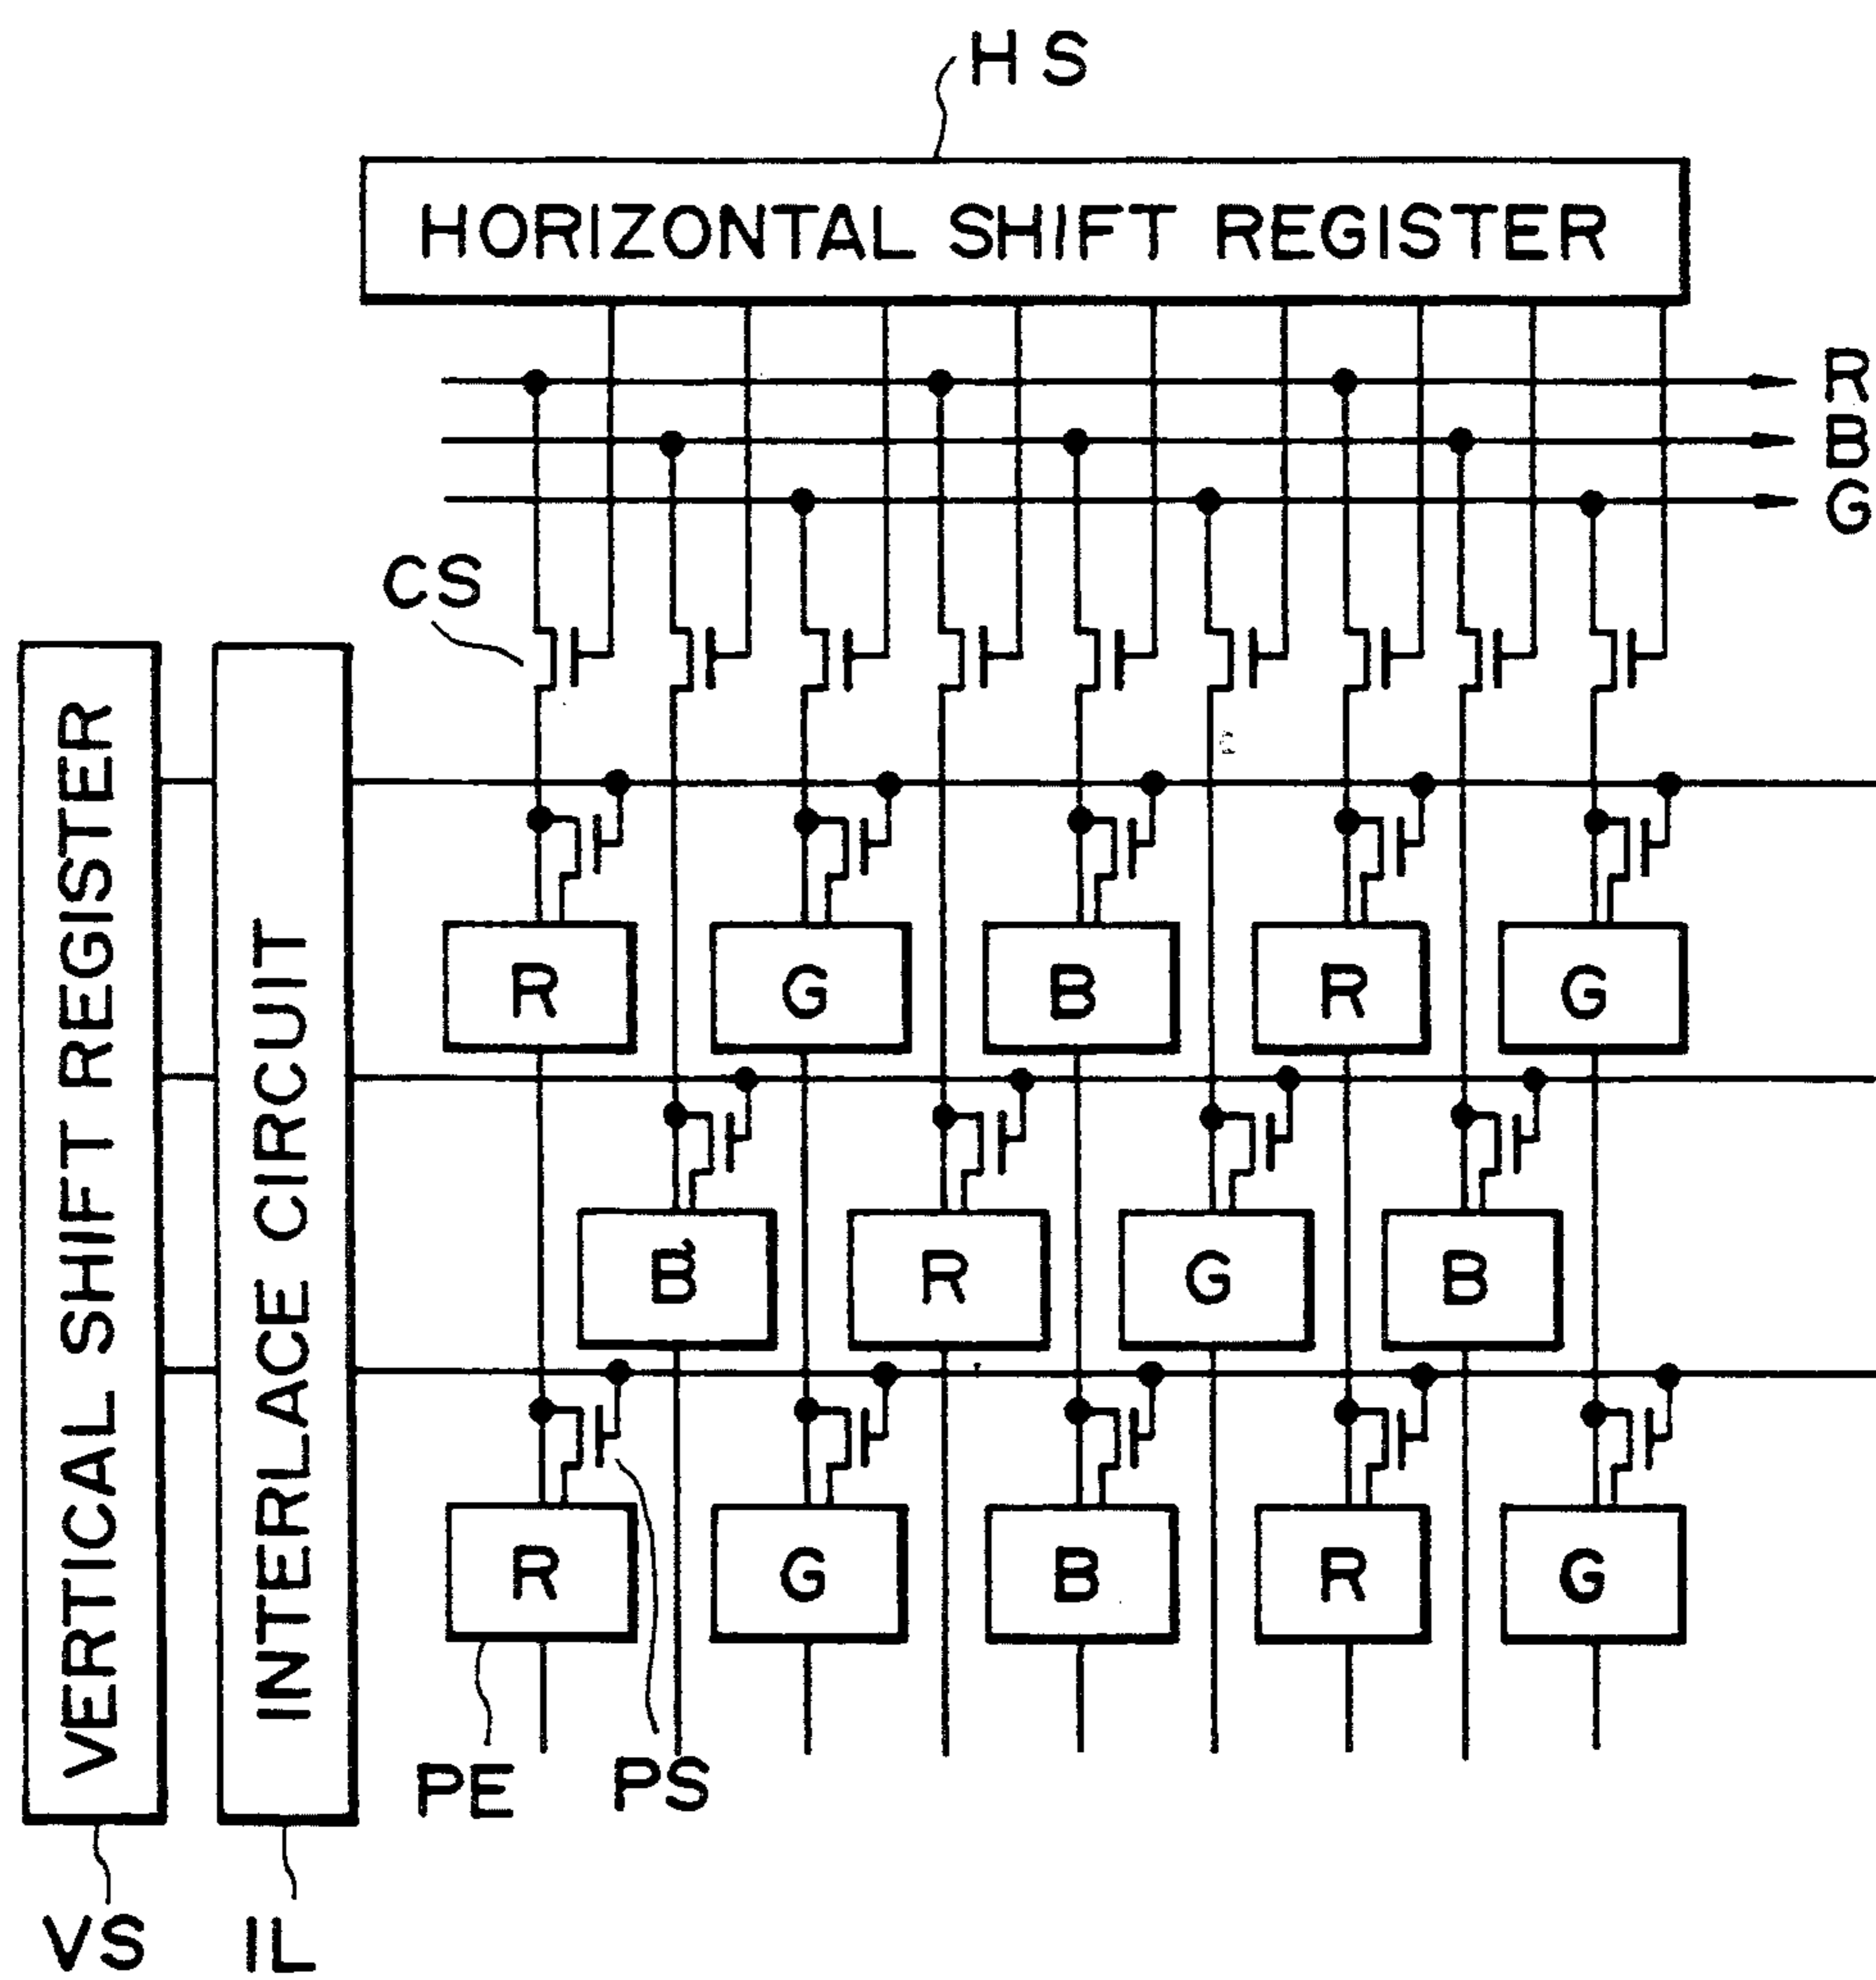 HS
HORIZONTAL SHIFT REGISTER
R
B
G
CS
VERTICAL SHIFT REGISTER
INTERLACE CIRCUIT
R G B R G
B R G B
R G B R G
PE PS
VS IL